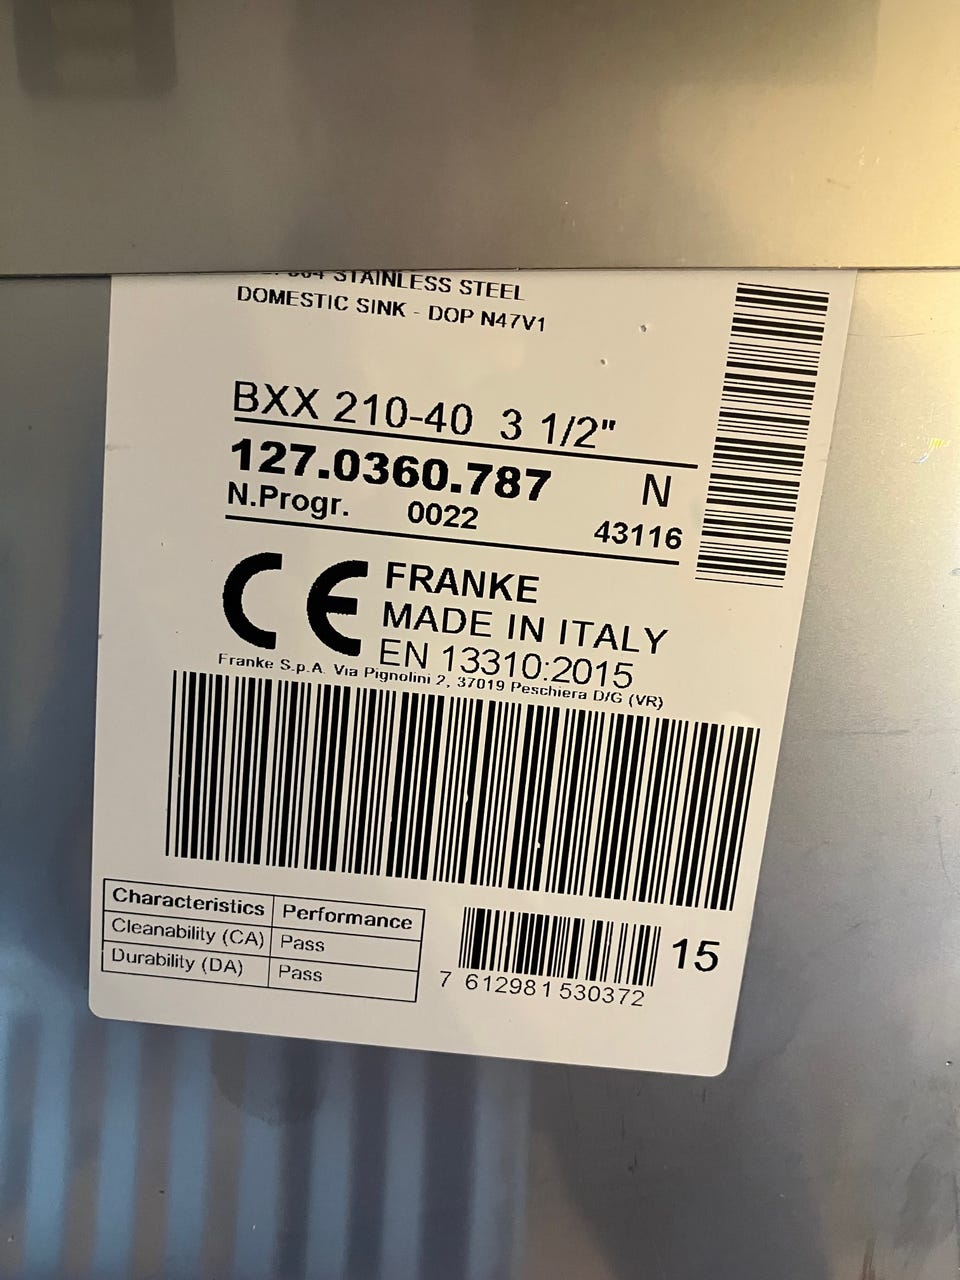 304 STAINLESS STEEL
DOMESTIC SINK - DOP N47V1
BXX 210-40 3 1/2"
127.0360.787 N
N.Progr. 0022 43116
CE FRANKE
MADE IN ITALY
EN 13310:2015
Franke S.p.A. Via Pignolini 2, 37019 Peschiera D/G (VR)
Characteristics Performance
Cleanability (CA) Pass
Durability (DA) Pass
7 612981 530372 15